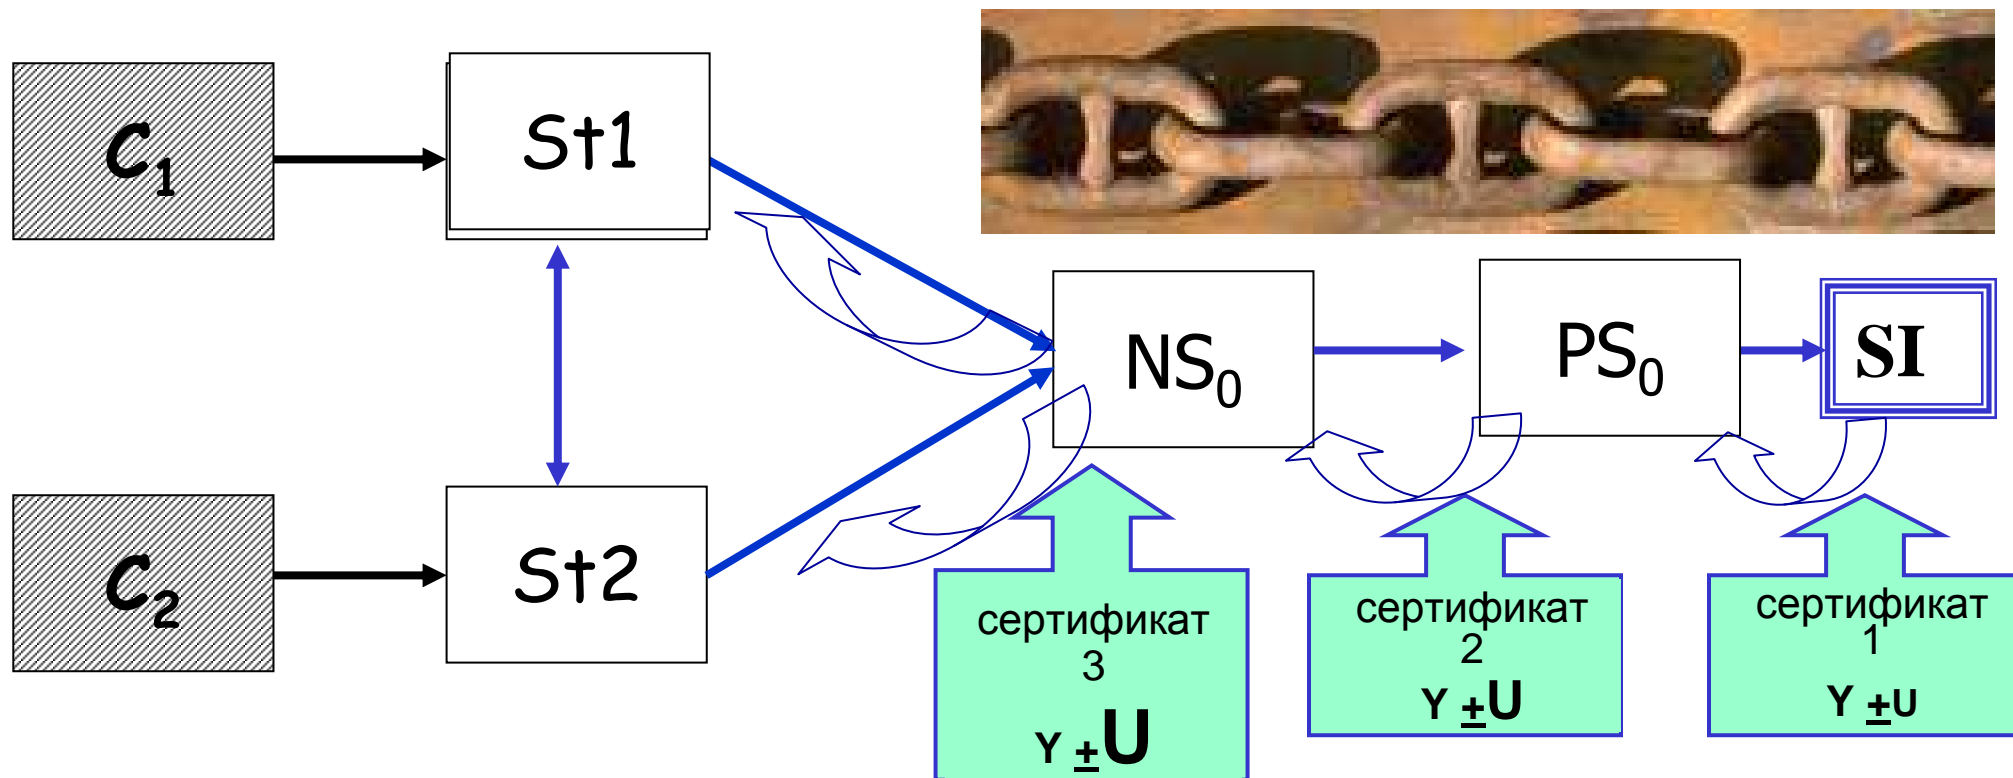 C1
St1
NS0
PS0
SI
C2
St2
сертификат
3
Y ±U
сертификат
2
Y ±U
сертификат
1
Y ±U